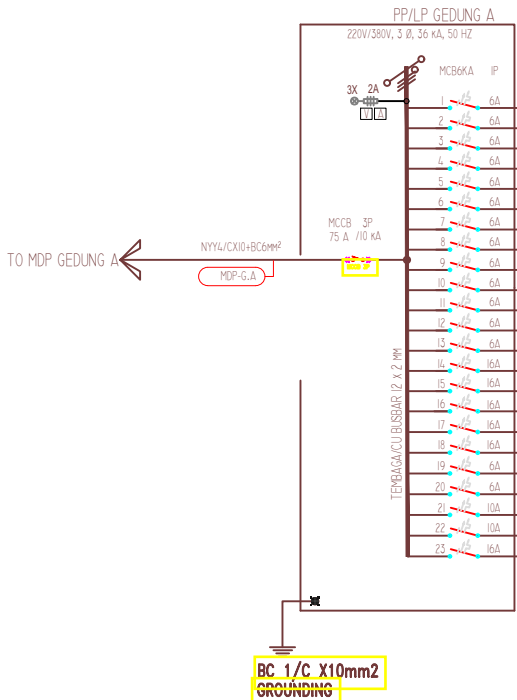 PP/LP GEDUNG A
220V/380V, 3 Ø, 36 kA, 50 HZ
MCB6KA 1P
3X 2A
V A
1 6A
2 6A
3 6A
4 6A
5 6A
6 6A
7 6A
MCCB 3P
75 A /10 kA
8 6A
NYY4/CX10+BC6MM²
TO MDP GEDUNG A
9 6A
MDP-G.A
10 6A
11 6A
12 6A
13 6A
14 16A
15 16A
16 16A
17 16A
18 16A
19 6A
20 6A
21 10A
22 10A
23 16A
TEMBAGA/CU BUSBAR 12 X 2 MM
BC 1/C X10mm2
GROUNDING